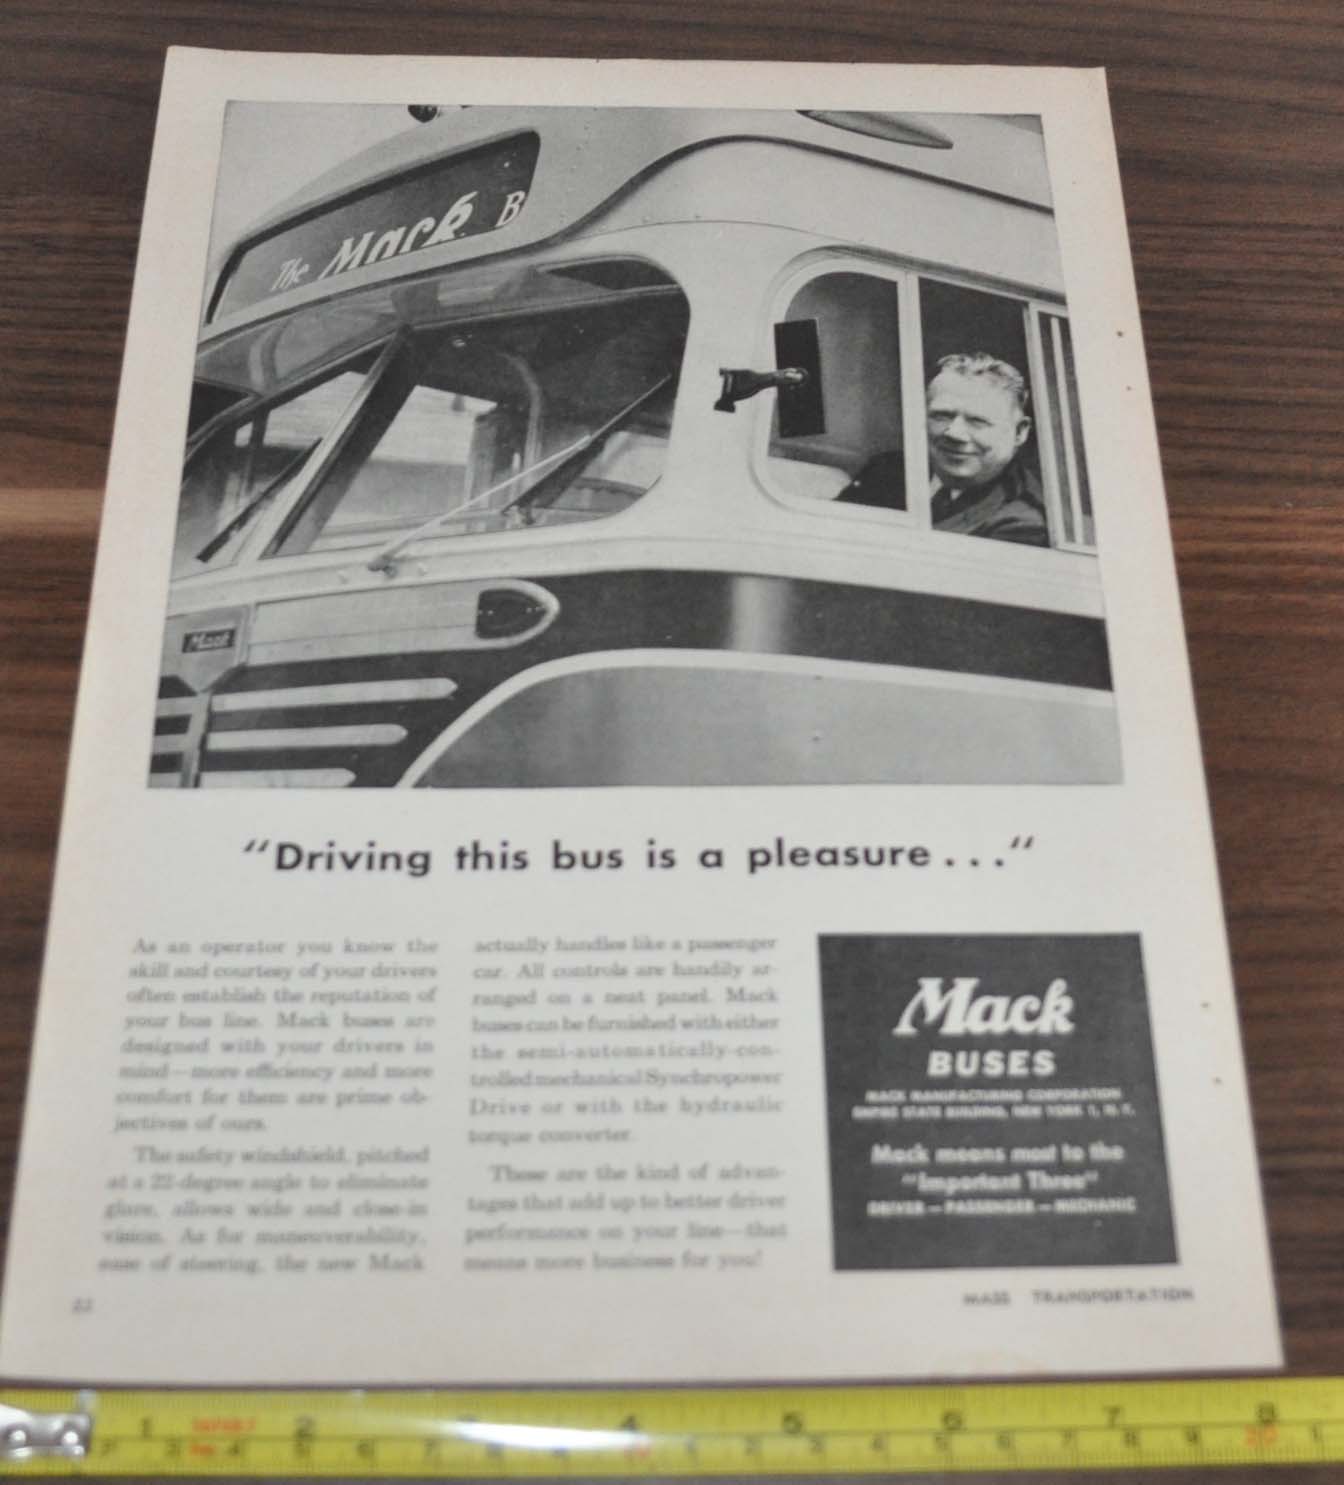 The Mack B
Mack
"Driving this bus is a pleasure . . ."
As an operator you know the
skill and courtesy of your drivers
often establish the reputation of
your bus line. Mack buses are
designed with your drivers in
mind—more efficiency and more
comfort for them are prime ob-
jectives of ours.
The safety windshield, pitched
at a 22-degree angle to eliminate
glare, allows wide and close-in
vision. As for maneuverability,
ease of steering, the new Mack
actually handles like a passenger
car. All controls are handily ar-
ranged on a neat panel. Mack
buses can be furnished with either
the semi-automatically-con-
trolled mechanical Synchropower
Drive or with the hydraulic
torque converter.
These are the kind of advan-
tages that add up to better driver
performance on your line—that
means more business for you!
Mack
BUSES
MACK MANUFACTURING CORPORATION
EMPIRE STATE BUILDING, NEW YORK 1, N. Y.
Mack means most to the
"Important Three"
DRIVER — PASSENGER — MECHANIC
MASS TRANSPORTATION
1 2 3 4 5 6 7 8